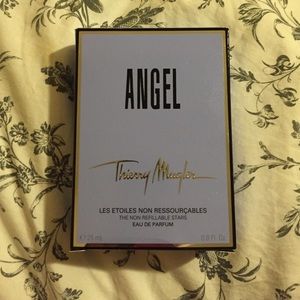 ANGEL
Thierry Mugler
LES ETOILES NON RESSOURÇABLES
THE NON REFILLABLE STARS
EAU DE PARFUM
℮ 25 ml 0.8 fl. Oz.